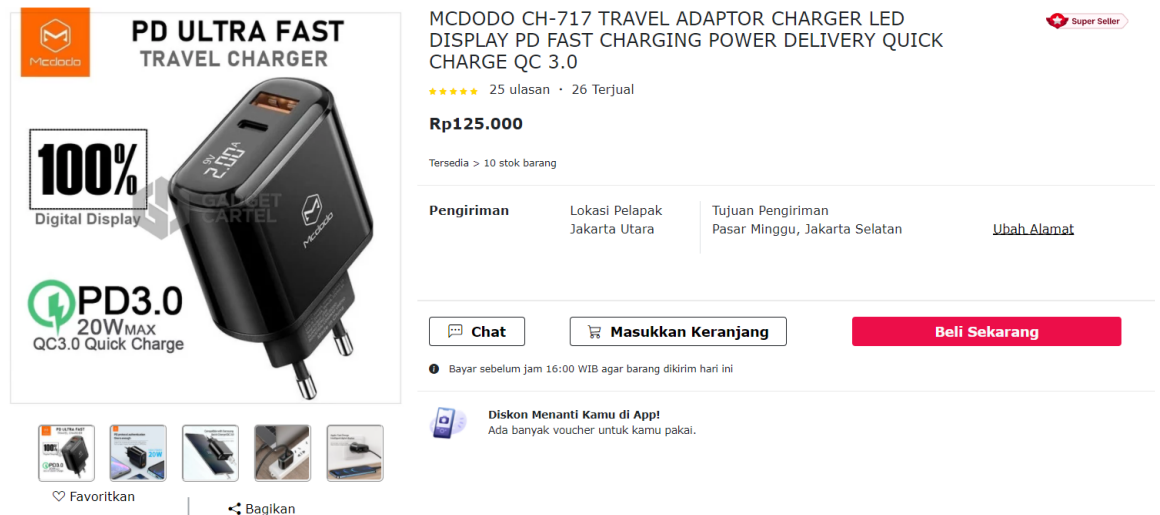 Mcdodo
PD ULTRA FAST
TRAVEL CHARGER
100%
Digital Display
9V
2.00A
Mcdodo
GADGET
CARTEL
PD3.0
20W MAX
QC3.0 Quick Charge
Favoritkan
Bagikan
MCDODO CH-717 TRAVEL ADAPTOR CHARGER LED
DISPLAY PD FAST CHARGING POWER DELIVERY QUICK
CHARGE QC 3.0
Super Seller
25 ulasan · 26 Terjual
Rp125.000
Tersedia > 10 stok barang
Pengiriman
Lokasi Pelapak
Jakarta Utara
Tujuan Pengiriman
Pasar Minggu, Jakarta Selatan
Ubah Alamat
Chat
Masukkan Keranjang
Beli Sekarang
Bayar sebelum jam 16:00 WIB agar barang dikirim hari ini
Diskon Menanti Kamu di App!
Ada banyak voucher untuk kamu pakai.